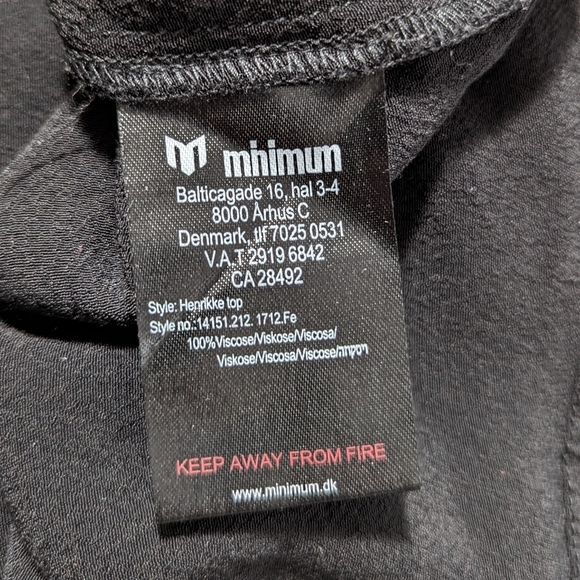 minimum
Balticagade 16, hal 3-4
8000 Århus C
Denmark, tlf 7025 0531
V.A.T 2919 6842
CA 28492
Style: Henrikke top
Style no.:14151.212. 1712.Fe
100%Viscose/Viskose/Viscosa/
Viskose/Viscosa/Viscose/ויסקוזה
KEEP AWAY FROM FIRE
www.minimum.dk